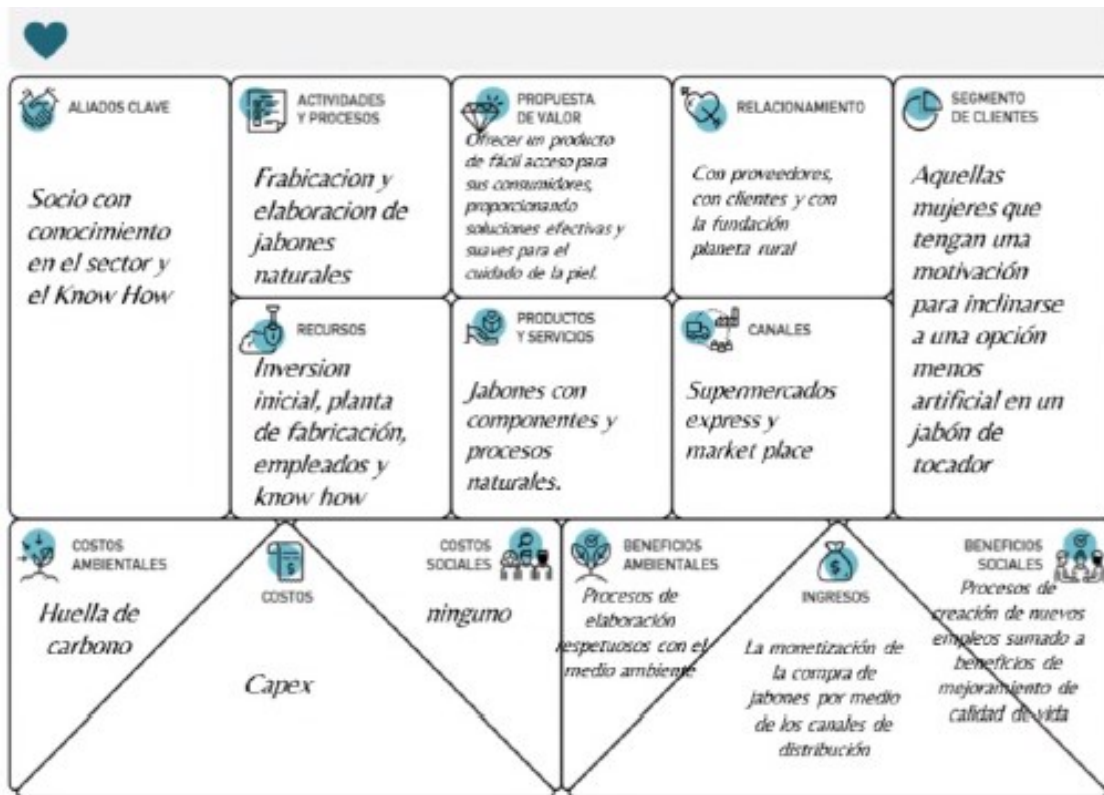 ALIADOS CLAVE
Socio con
conocimiento
en el sector y
el Know How
ACTIVIDADES
Y PROCESOS
Frabicacion y
elaboracion de
jabones
naturales
RECURSOS
Inversion
inicial, planta
de fabricación,
empleados y
know how
PROPUESTA
DE VALOR
Ofrecer un producto
de fácil acceso para
sus consumidores,
proporcionando
soluciones efectivas y
suaves para el
cuidado de la piel.
PRODUCTOS
Y SERVICIOS
Jabones con
componentes y
procesos
naturales.
RELACIONAMIENTO
Con proveedores,
con clientes y con
la fundación
planeta rural
CANALES
Supermercados
express y
market place
SEGMENTO
DE CLIENTES
Aquellas
mujeres que
tengan una
motivación
para inclinarse
a una opción
menos
artificial en un
jabón de
tocador
COSTOS
AMBIENTALES
Huella de
carbono
COSTOS
Capex
COSTOS
SOCIALES
ninguno
BENEFICIOS
AMBIENTALES
Procesos de
elaboración
respetuosos con el
medio ambiente
INGRESOS
La monetización de
la compra de
jabones por medio
de los canales de
distribución
BENEFICIOS
SOCIALES
Procesos de
creación de nuevos
empleos sumado a
beneficios de
mejoramiento de
calidad de vida